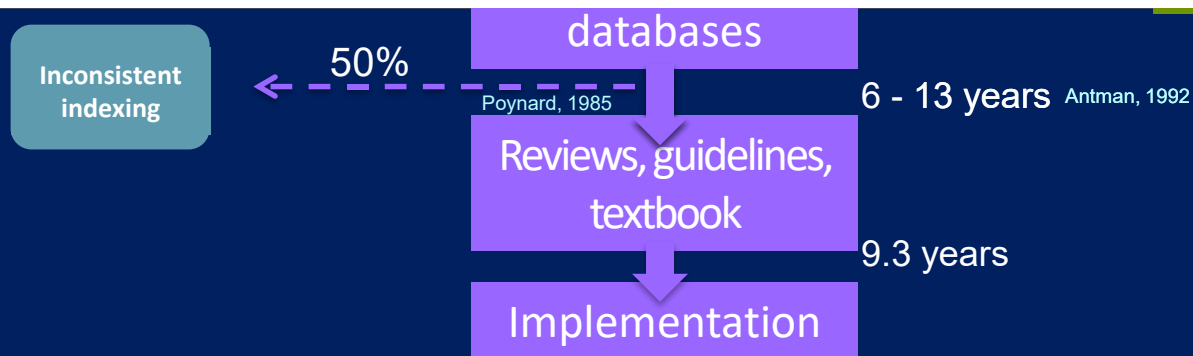 databases
50%
Inconsistent
indexing
Poynard, 1985
6 - 13 years Antman, 1992
Reviews, guidelines,
textbook
9.3 years
Implementation